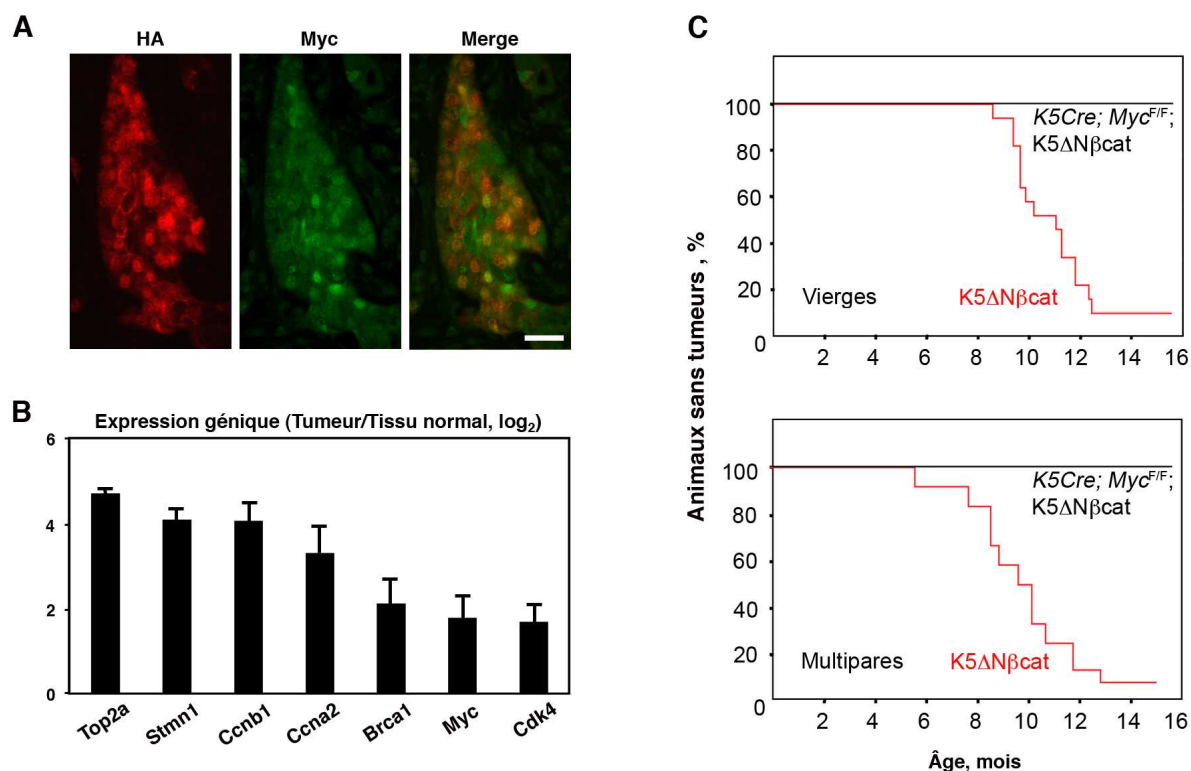 A
HA Myc Merge
B
Expression génique (Tumeur/Tissu normal, log₂)
6
4
2
0
Top2a Stmn1 Ccnb1 Ccna2 Brca1 Myc Cdk4
C
Animaux sans tumeurs , %
100
80
60
40
20
0
K5Cre; Myc^F/F;
K5ΔNβcat
Vierges K5ΔNβcat
2 4 6 8 10 12 14 16
100
80
60
40
20
0
K5Cre; Myc^F/F;
K5ΔNβcat
Multipares K5ΔNβcat
2 4 6 8 10 12 14 16
Âge, mois